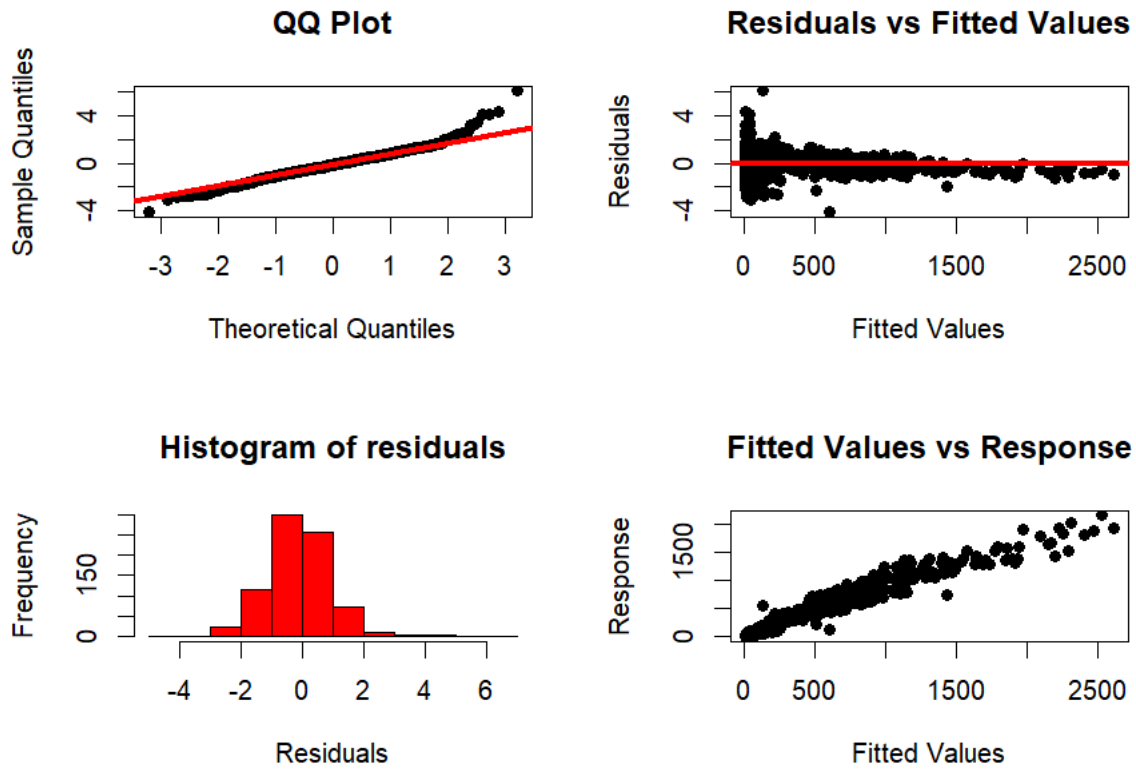 QQ Plot
Sample Quantiles
4
0
-4
-3 -2 -1 0 1 2 3
Theoretical Quantiles
Residuals vs Fitted Values
Residuals
4
0
-4
0 500 1500 2500
Fitted Values
Histogram of residuals
Frequency
150
0
-4 -2 0 2 4 6
Residuals
Fitted Values vs Response
Response
1500
0
0 500 1500 2500
Fitted Values